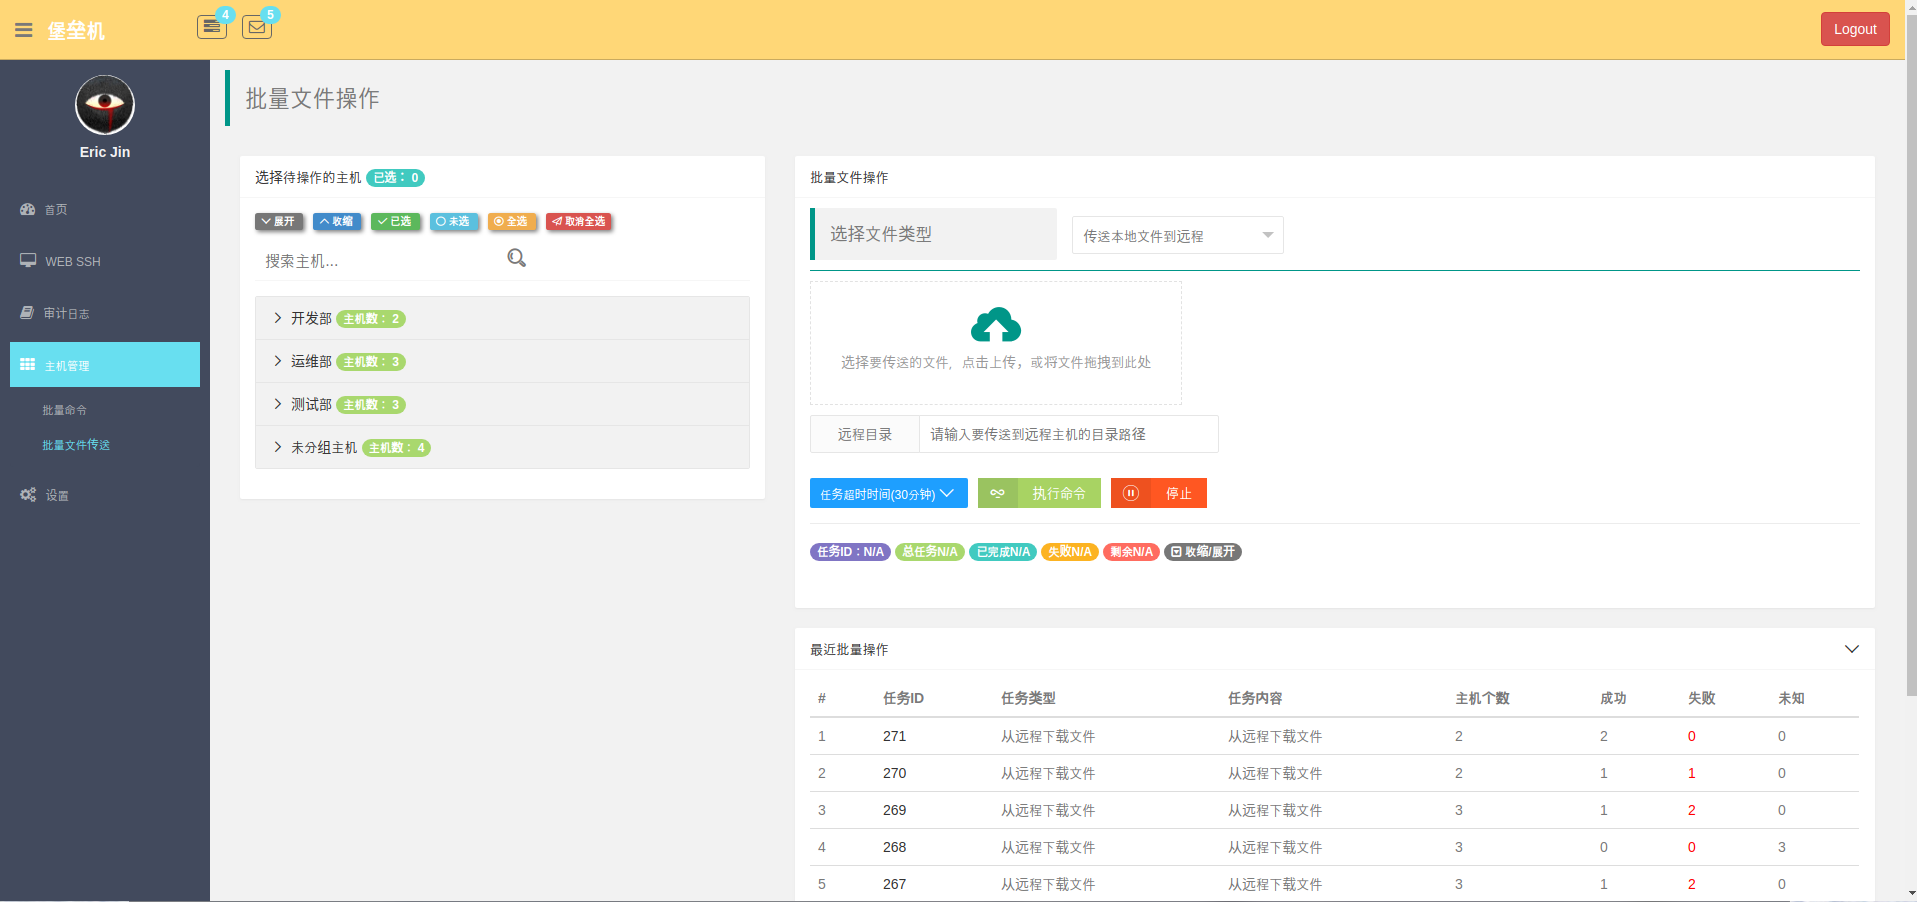 堡垒机
4
5
Logout
Eric Jin
首页
WEB SSH
审计日志
主机管理
批量命令
批量文件传送
设置
批量文件操作
选择待操作的主机 已选： 0
展开 收缩 已选 未选 全选 取消全选
搜索主机...
开发部 主机数： 2
运维部 主机数： 3
测试部 主机数： 3
未分组主机 主机数： 4
批量文件操作
选择文件类型 传送本地文件到远程
选择要传送的文件，点击上传，或将文件拖拽到此处
远程目录 请输入要传送到远程主机的目录路径
任务超时时间(30分钟) 执行命令 停止
任务ID：N/A 总任务N/A 已完成N/A 失败N/A 剩余N/A 收缩/展开
最近批量操作
# 任务ID 任务类型 任务内容 主机个数 成功 失败 未知
1 271 从远程下载文件 从远程下载文件 2 2 0 0
2 270 从远程下载文件 从远程下载文件 2 1 1 0
3 269 从远程下载文件 从远程下载文件 3 1 2 0
4 268 从远程下载文件 从远程下载文件 3 0 0 3
5 267 从远程下载文件 从远程下载文件 3 1 2 0